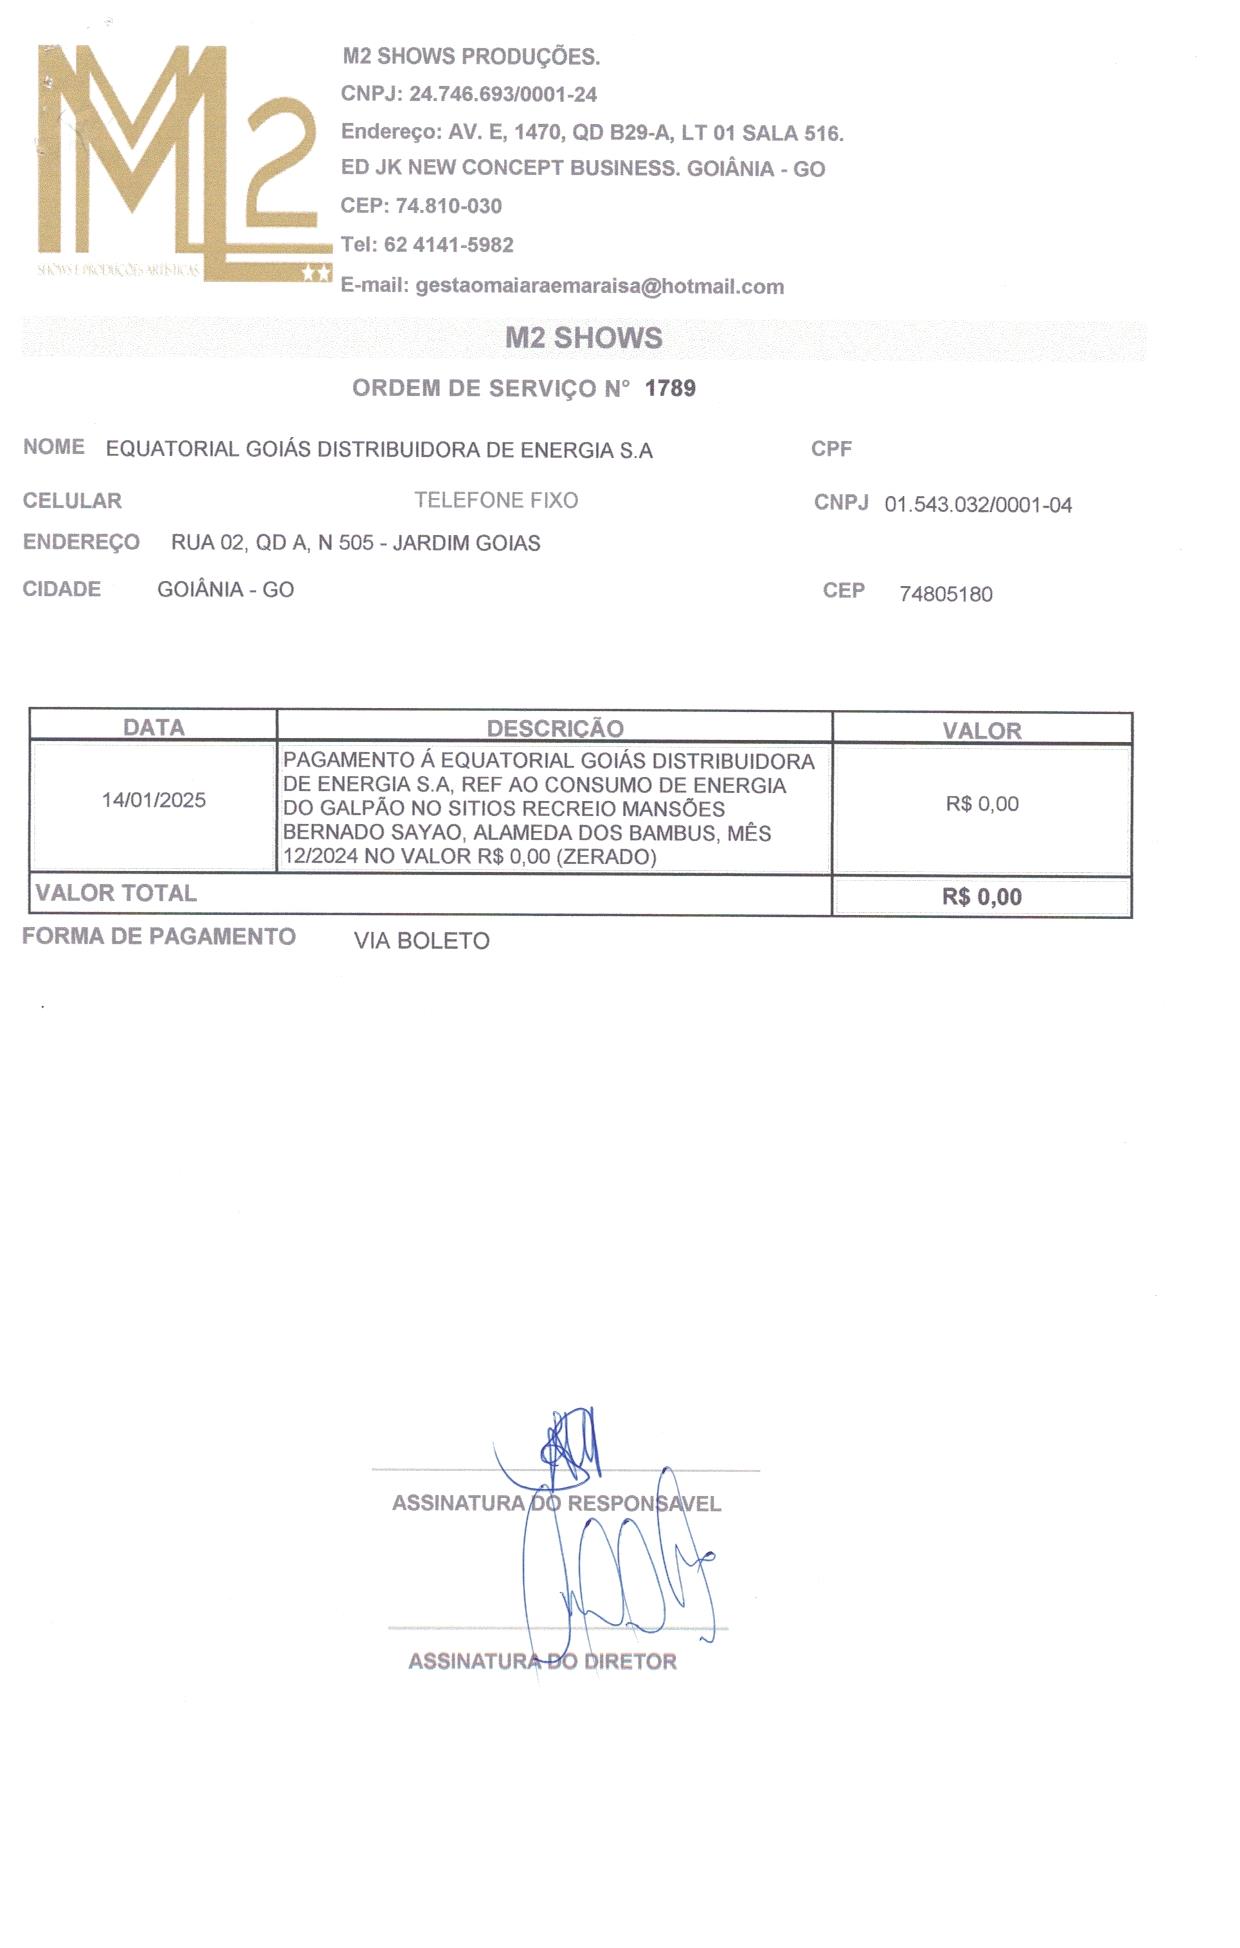 M2
SHOWS E PRODUÇÕES ARTÍSTICAS
M2 SHOWS PRODUÇÕES.
CNPJ: 24.746.693/0001-24
Endereço: AV. E, 1470, QD B29-A, LT 01 SALA 516.
ED JK NEW CONCEPT BUSINESS. GOIÂNIA - GO
CEP: 74.810-030
Tel: 62 4141-5982
E-mail: gestaomaiaraemaraisa@hotmail.com
M2 SHOWS
ORDEM DE SERVIÇO N° 1789
NOME EQUATORIAL GOIÁS DISTRIBUIDORA DE ENERGIA S.A CPF
CELULAR TELEFONE FIXO CNPJ 01.543.032/0001-04
ENDEREÇO RUA 02, QD A, N 505 - JARDIM GOIAS
CIDADE GOIÂNIA - GO CEP 74805180
DATA DESCRIÇÃO VALOR
PAGAMENTO Á EQUATORIAL GOIÁS DISTRIBUIDORA
DE ENERGIA S.A, REF AO CONSUMO DE ENERGIA
14/01/2025 DO GALPÃO NO SITIOS RECREIO MANSÕES R$ 0,00
BERNADO SAYAO, ALAMEDA DOS BAMBUS, MÊS
12/2024 NO VALOR R$ 0,00 (ZERADO)
VALOR TOTAL R$ 0,00
FORMA DE PAGAMENTO VIA BOLETO
ASSINATURA DO RESPONSAVEL
ASSINATURA DO DIRETOR